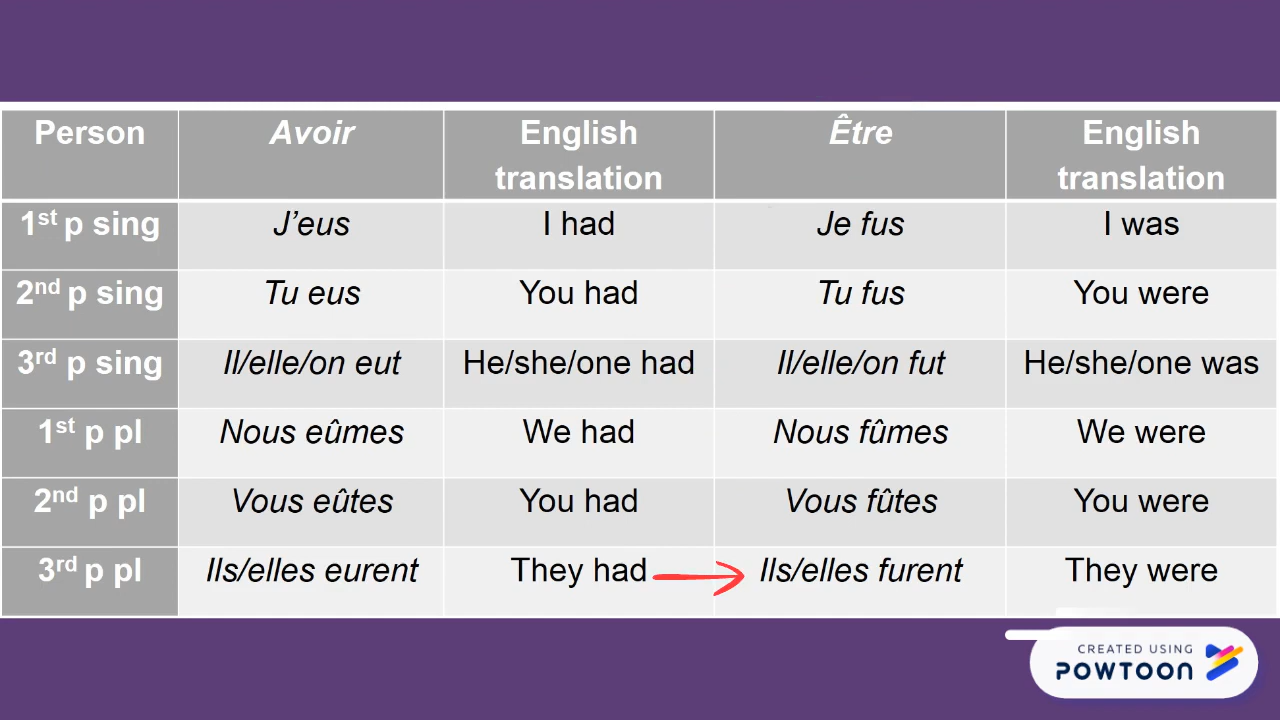 Person Avoir English translation Être English translation
1st p sing J’eus I had Je fus I was
2nd p sing Tu eus You had Tu fus You were
3rd p sing Il/elle/on eut He/she/one had Il/elle/on fut He/she/one was
1st p pl Nous eûmes We had Nous fûmes We were
2nd p pl Vous eûtes You had Vous fûtes You were
3rd p pl Ils/elles eurent They had Ils/elles furent They were
CREATED USING
POWTOON